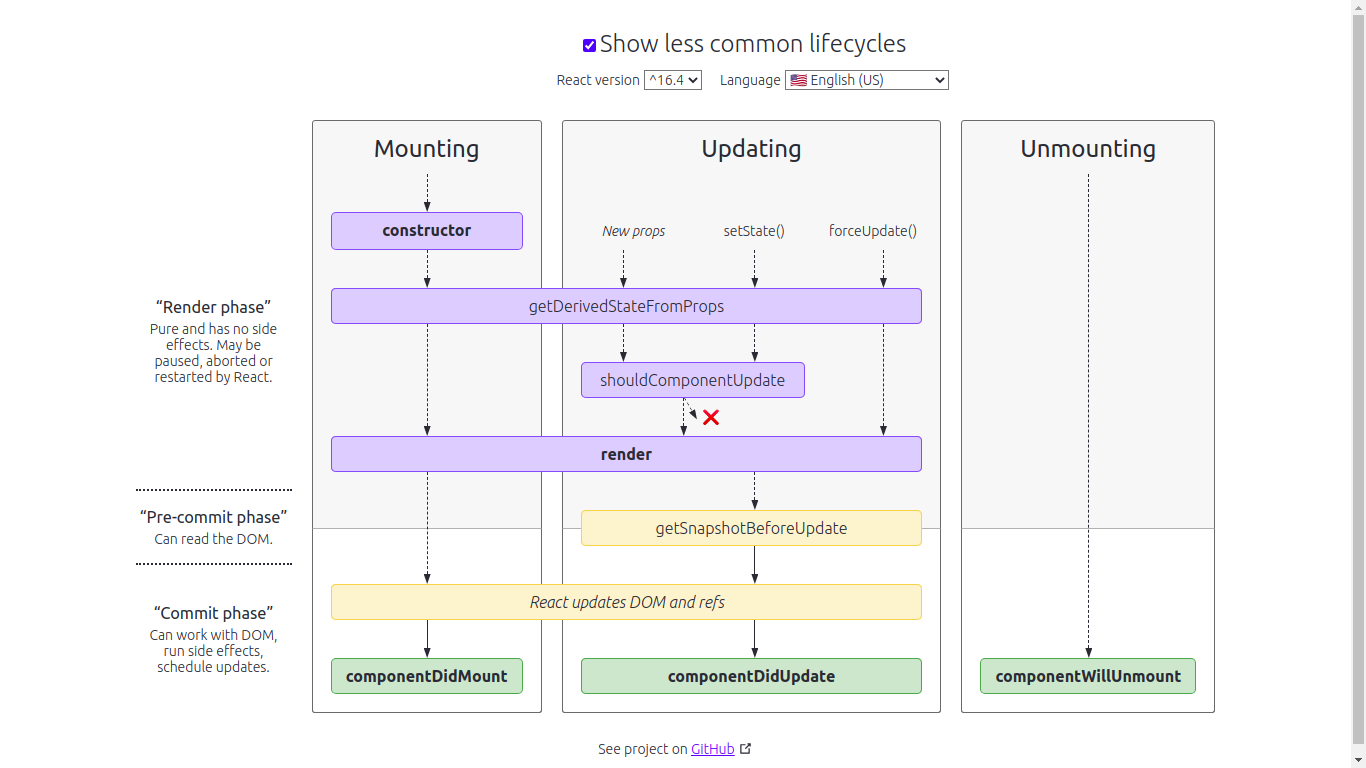 Show less common lifecycles
React version ^16.4 Language 🇺🇸 English (US)
Mounting
Updating
Unmounting
constructor
New props
setState()
forceUpdate()
“Render phase”
Pure and has no side
effects. May be
paused, aborted or
restarted by React.
getDerivedStateFromProps
shouldComponentUpdate
render
“Pre-commit phase”
Can read the DOM.
getSnapshotBeforeUpdate
“Commit phase”
Can work with DOM,
run side effects,
schedule updates.
React updates DOM and refs
componentDidMount
componentDidUpdate
componentWillUnmount
See project on GitHub